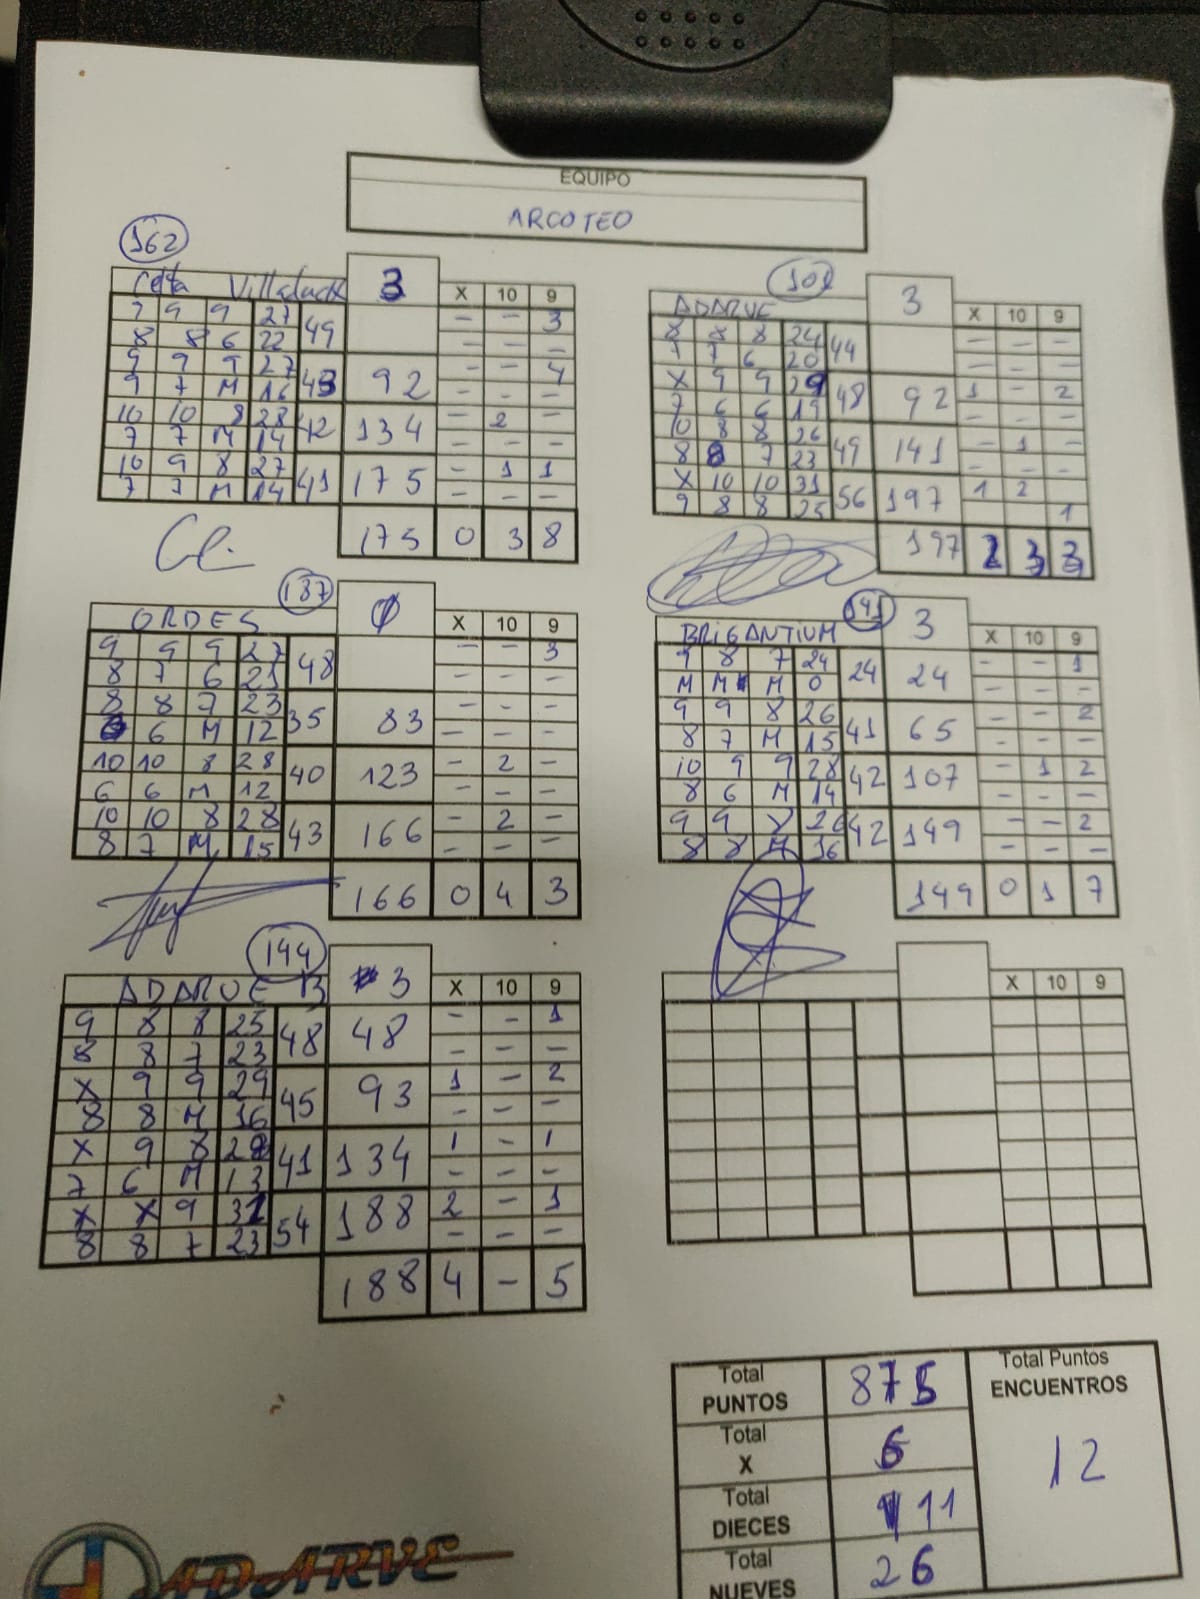 EQUIPO
ARCOTEO
162
Celta Villalada 3 X 10 9
9 9 9 27 49 - - 3
8 8 6 22 - - -
9 9 9 27 43 92 - - 4
9 7 M 16 - - -
10 10 8 28 42 134 - 2 -
7 7 M 14 - - -
10 9 8 27 41 175 - 1 1
7 7 M 14 - - -
175 0 3 8
101
ADARVE 3 X 10 9
8 8 8 24 44 - - -
7 7 6 20 - - -
X 9 9 29 48 92 1 - 2
7 6 6 19 - - -
10 8 8 26 49 141 - 1 -
8 8 7 23 - - -
X 10 10 31 56 197 1 2
9 8 8 25 1
197 2 3 3
187
ORDES 0 X 10 9
9 9 9 27 48 - - 3
8 7 6 21 - - -
8 8 7 23 35 83 - - -
6 6 M 12 - - -
10 10 8 28 40 123 - 2 -
6 6 M 12 - - -
10 10 8 28 43 166 - 2 -
8 7 M 15 - - -
166 0 4 3
141
BRIGANTIUM 3 X 10 9
9 8 7 24 24 24 - - 1
M M M 0 - - -
9 9 8 26 41 65 - - 2
8 7 M 15 - - -
10 9 9 28 42 107 - 1 2
8 6 M 14 - - -
9 9 8 26 42 149 - - 2
8 8 M 16 - - -
149 0 1 7
144
ADARVE B 3 X 10 9
9 8 8 25 48 48 - - 1
8 8 7 23 - - -
X 9 9 29 45 93 1 - 2
8 8 M 16 - - -
X 9 8 28 41 134 1 - 1
7 6 M 13 - - -
X X 9 31 54 188 2 - 1
8 8 7 23 - - -
188 4 - 5
X 10 9
Total PUNTOS 875
Total X 6
Total DIECES 11
Total NUEVES 26
Total Puntos ENCUENTROS
12
ADARVE